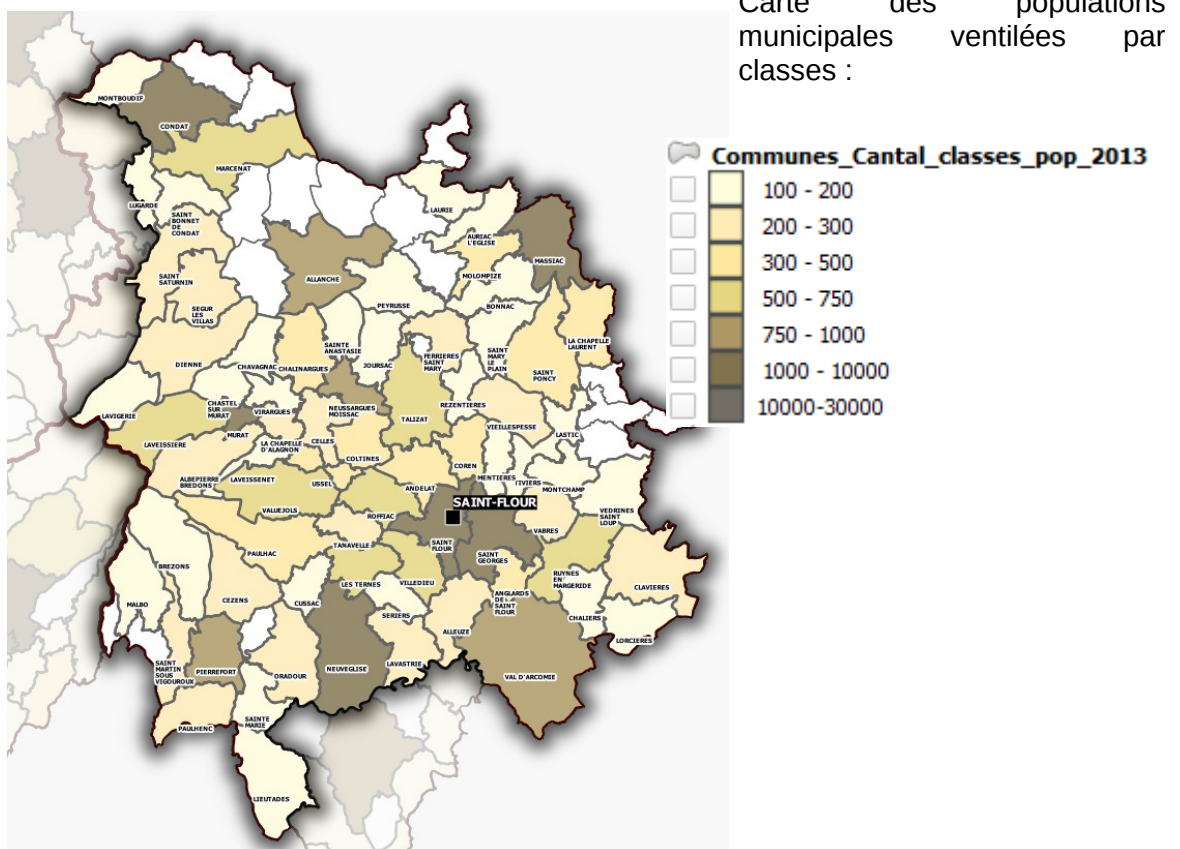 Carte des populations
municipales ventilées par
classes :
Communes_Cantal_classes_pop_2013
100 - 200
200 - 300
300 - 500
500 - 750
750 - 1000
1000 - 10000
10000-30000
MONTBOUDIF
CONDAT
MARCENAT
LUGARDE
SAINT
BONNET
DE
CONDAT
LAURIE
AURIAC
L'EGLISE
MASSIAC
MOLOMPIZE
SAINT
SATURNIN
ALLANCHE
SEGUR
LES
VILLAS
PEYRUSSE
BONNAC
LA CHAPELLE
LAURENT
DIENNE
CHAVAGNAC
CHALINARGUES
SAINTE
ANASTASIE
JOURSAC
FERRIERES
SAINT
MARY
SAINT
MARY
LE
PLAIN
SAINT
PONCY
LAVIGERIE
CHASTEL
SUR
MURAT
VIRARGUES
NEUSSARGUES
MOISSAC
TALIZAT
REZENTIERES
VIEILLESPESSE
LASTIC
LAVEISSIERE
MURAT
LA CHAPELLE
D'ALAGNON
CELLES
COLTINES
COREN
MENTIERES
TIVIERS
MONTCHAMP
ALBEPIERRE
BREDONS
LAVEISSENET
USSEL
ANDELAT
SAINT-FLOUR
VALUEJOLS
ROFFIAC
VEDRINES
SAINT
LOUP
VABRES
TANAVELLE
SAINT
FLOUR
SAINT
GEORGES
PAULHAC
BREZONS
LES TERNES
VILLEDIEU
RUYNES
EN
MARGERIDE
CLAVIERES
CEZENS
CUSSAC
ANGLARDS
DE
SAINT
FLOUR
MALBO
SERIERS
CHALIERS
ALLEUZE
LORCIERES
SAINT
MARTIN
SOUS
VIGOUROUX
PIERREFORT
ORADOUR
NEUVEGLISE
LAVASTRIE
VAL D'ARCOMIE
PAULHENC
SAINTE
MARIE
LIEUTADES